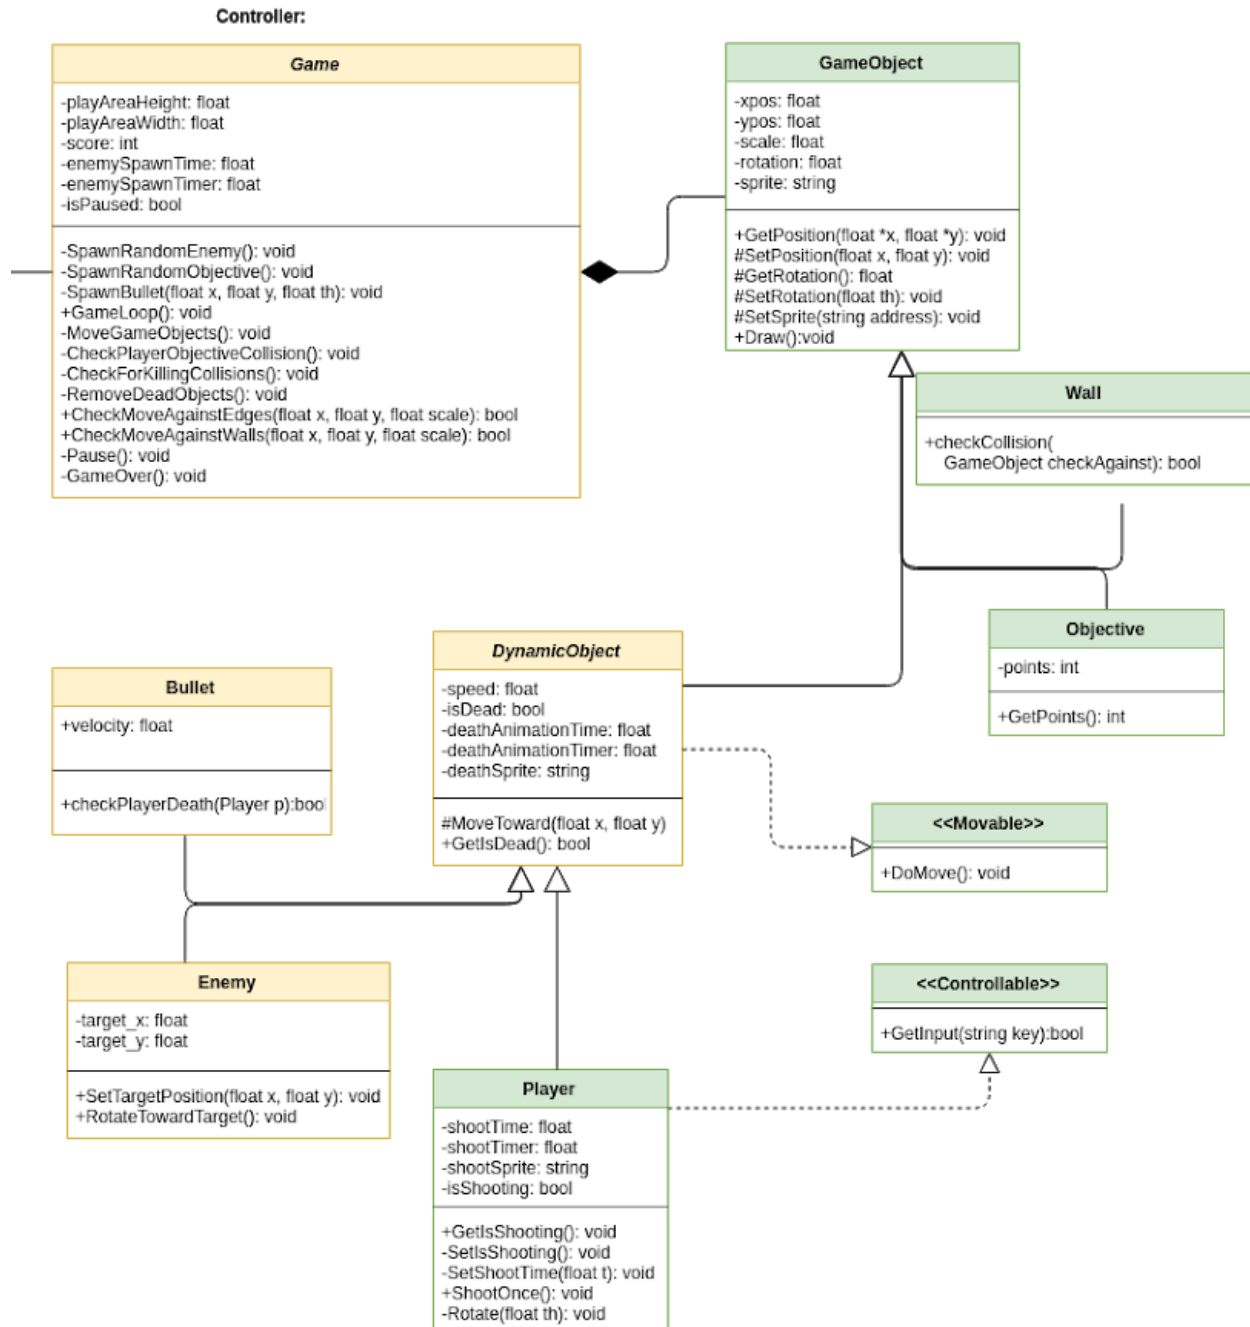 Controller:
Game
-playAreaHeight: float
-playAreaWidth: float
-score: int
-enemySpawnTime: float
-enemySpawnTimer: float
-isPaused: bool
-SpawnRandomEnemy(): void
-SpawnRandomObjective(): void
-SpawnBullet(float x, float y, float th): void
+GameLoop(): void
-MoveGameObjects(): void
-CheckPlayerObjectiveCollision(): void
-CheckForKillingCollisions(): void
-RemoveDeadObjects(): void
+CheckMoveAgainstEdges(float x, float y, float scale): bool
+CheckMoveAgainstWalls(float x, float y, float scale): bool
-Pause(): void
-GameOver(): void
GameObject
-xpos: float
-ypos: float
-scale: float
-rotation: float
-sprite: string
+GetPosition(float *x, float *y): void
#SetPosition(float x, float y): void
#GetRotation(): float
#SetRotation(float th): void
#SetSprite(string address): void
+Draw():void
Wall
+checkCollision(
GameObject checkAgainst): bool
Objective
-points: int
+GetPoints(): int
DynamicObject
-speed: float
-isDead: bool
-deathAnimationTime: float
-deathAnimationTimer: float
-deathSprite: string
#MoveToward(float x, float y)
+GetIsDead(): bool
Bullet
+velocity: float
+checkPlayerDeath(Player p):bool
<<Movable>>
+DoMove(): void
Enemy
-target_x: float
-target_y: float
+SetTargetPosition(float x, float y): void
+RotateTowardTarget(): void
<<Controllable>>
+GetInput(string key):bool
Player
-shootTime: float
-shootTimer: float
-shootSprite: string
-isShooting: bool
+GetIsShooting(): void
-SetIsShooting(): void
-SetShootTime(float t): void
+ShootOnce(): void
-Rotate(float th): void